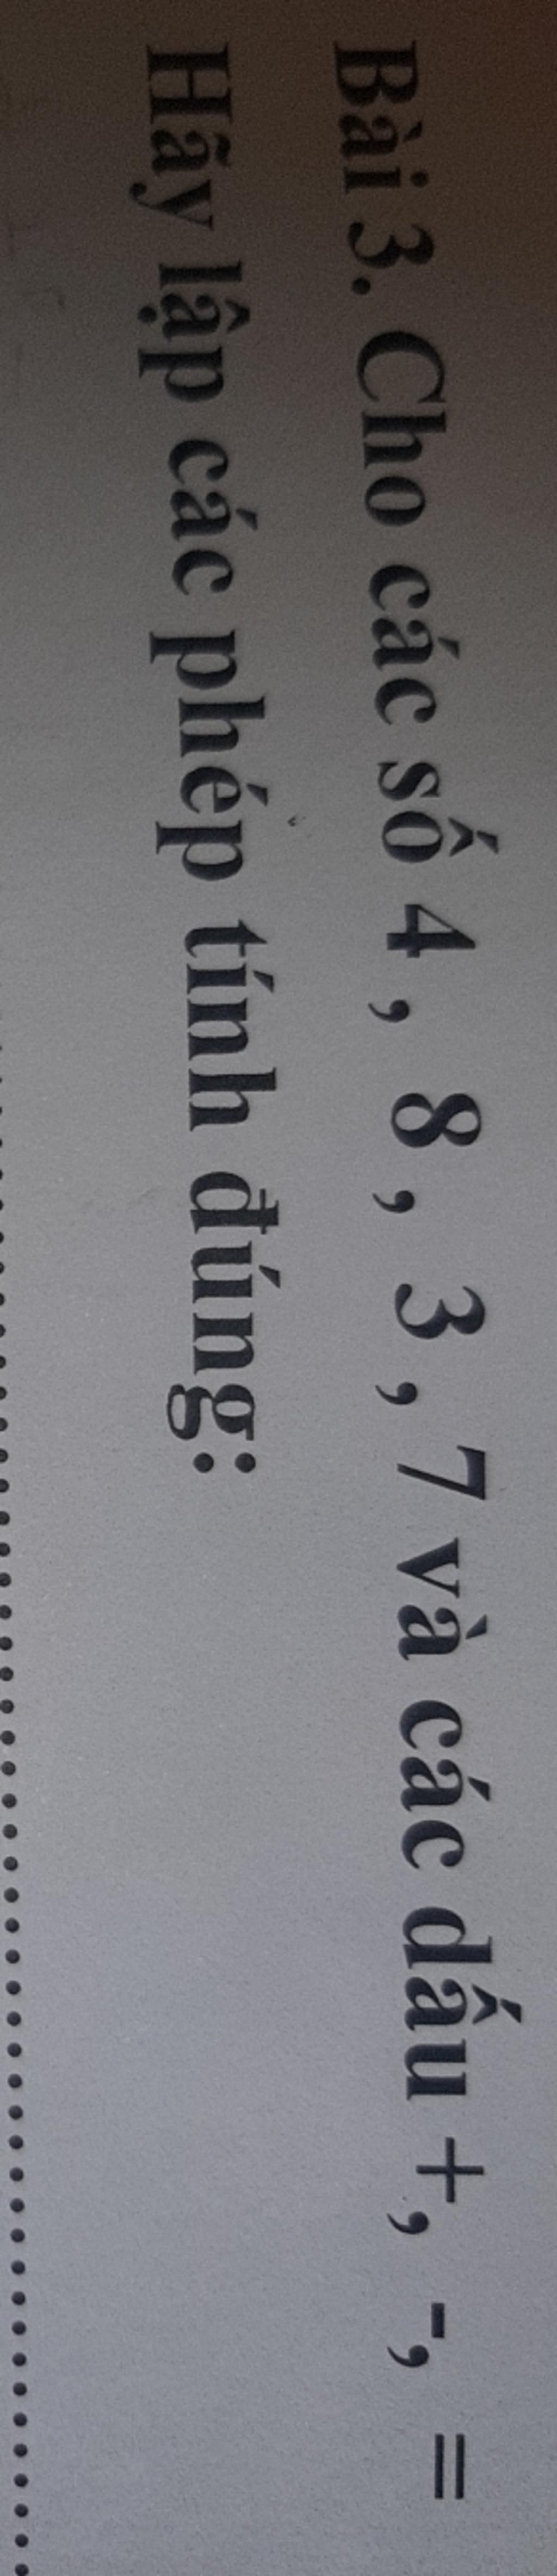 Bài 3. Cho các số 4 , 8 , 3 , 7 và các dấu +, -, =
Hãy lập các phép tính đúng: